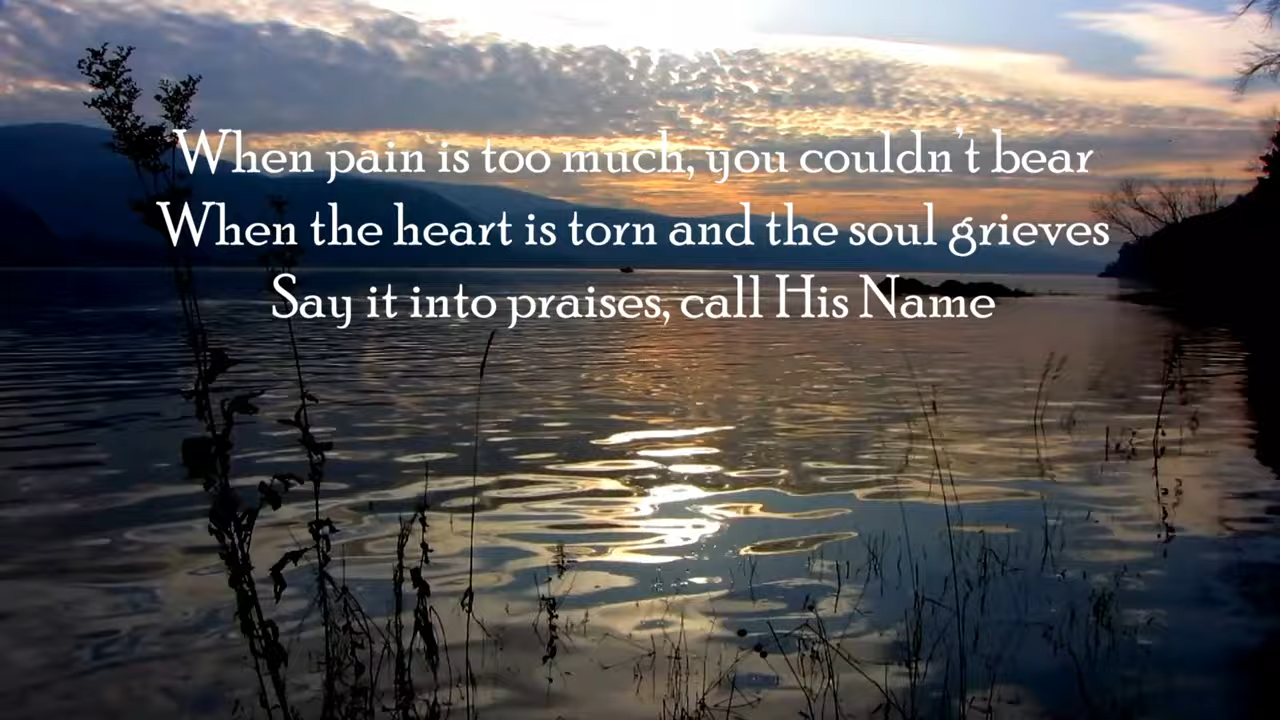 When pain is too much, you couldn't bear
When the heart is torn and the soul grieves
Say it into praises, call His Name